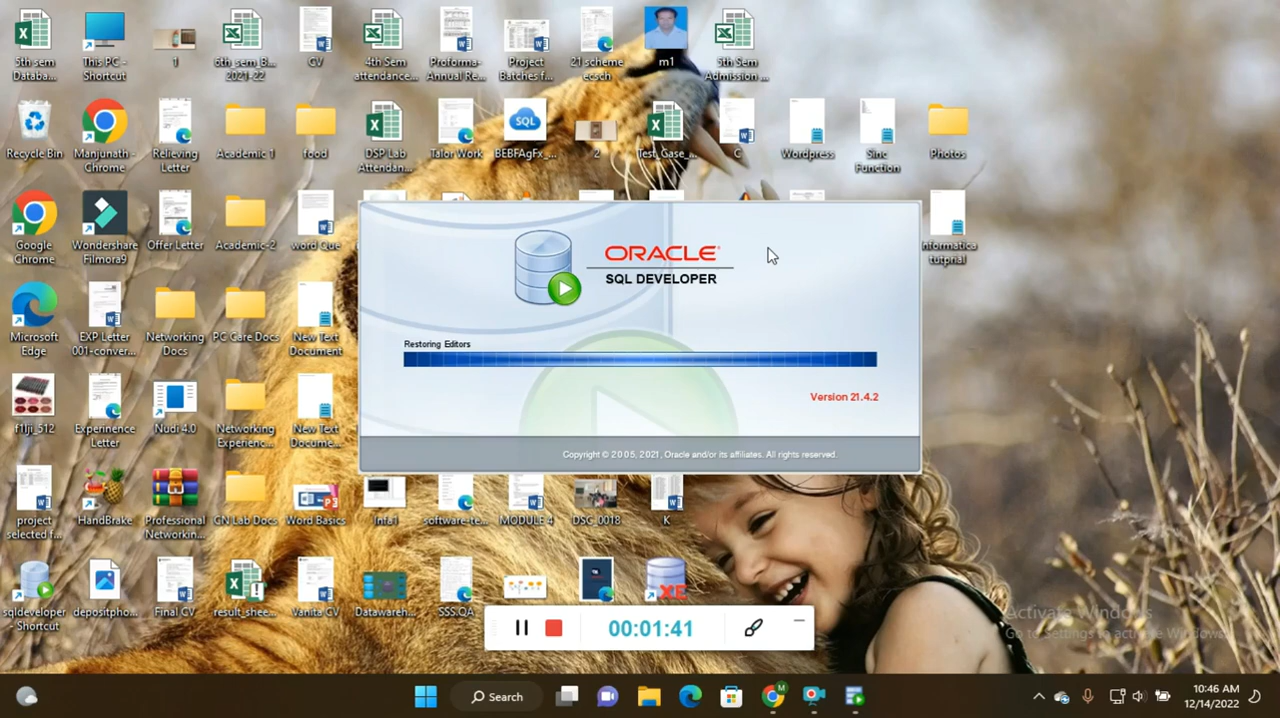 5th sem
Databa...
This PC -
Shortcut
1
6th_sem_B...
2021-22
CV
4th Sem
attendance...
Proforma-
Annual Re...
Project
Batches f...
21 scheme
ecsch
m1
5th Sem
Admission ...
Recycle Bin
Manjunath -
Chrome
Relieving
Letter
Academic 1
food
DSP Lab
Attendan...
Talor Work
SQL
BEBFAgFx_...
2
Test_Case_...
C
Wordpress
Sinc
Function
Photos
Google
Chrome
Wondershare
Filmora9
Offer Letter
Academic-2
word Que
nformatica
tutprial
ORACLE
SQL DEVELOPER
Restoring Editors
Version 21.4.2
Copyright © 2005, 2021, Oracle and/or its affiliates. All rights reserved.
Microsoft
Edge
EXP Letter
001-conver...
Networking
Docs
PC Care Docs
New Text
Document
f1lji_512
Experinence
Letter
Nudi 4.0
Networking
Experienc...
New Text
Docume...
project
selected f...
HandBrake
Professional
Networkin...
CN Lab Docs
Word Basics
Infa1
software-te...
MODULE 4
DSC_0018
K
sqldeveloper
- Shortcut
depositpho...
Final CV
result_shee...
Vanita CV
Datawareh...
SSS.QA
XE
00:01:41
Activate Windows
Go to Settings to activate Windows.
Search
10:46 AM
12/14/2022